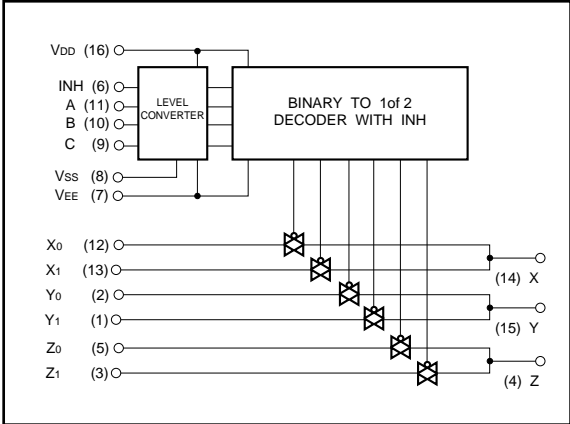 VDD (16)
INH (6)
A (11)
B (10)
C (9)
LEVEL
CONVERTER
BINARY TO 1of 2
DECODER WITH INH
VSS (8)
VEE (7)
X0 (12)
X1 (13)
(14) X
Y0 (2)
Y1 (1)
(15) Y
Z0 (5)
Z1 (3)
(4) Z